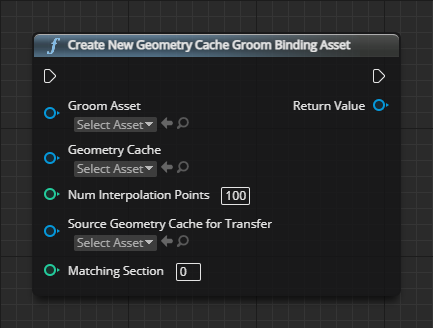 f Create New Geometry Cache Groom Binding Asset
Groom Asset Return Value
Select Asset
Geometry Cache
Select Asset
Num Interpolation Points 100
Source Geometry Cache for Transfer
Select Asset
Matching Section 0